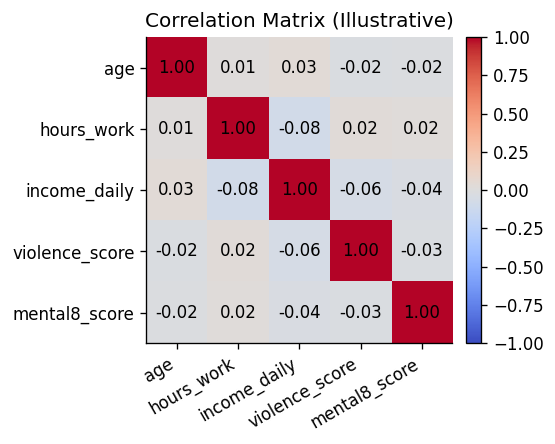 Correlation Matrix (Illustrative)
age 1.00 0.01 0.03 -0.02 -0.02
hours_work 0.01 1.00 -0.08 0.02 0.02
income_daily 0.03 -0.08 1.00 -0.06 -0.04
violence_score -0.02 0.02 -0.06 1.00 -0.03
mental8_score -0.02 0.02 -0.04 -0.03 1.00
age
hours_work
income_daily
violence_score
mental8_score
1.00
0.75
0.50
0.25
0.00
−0.25
−0.50
−0.75
−1.00